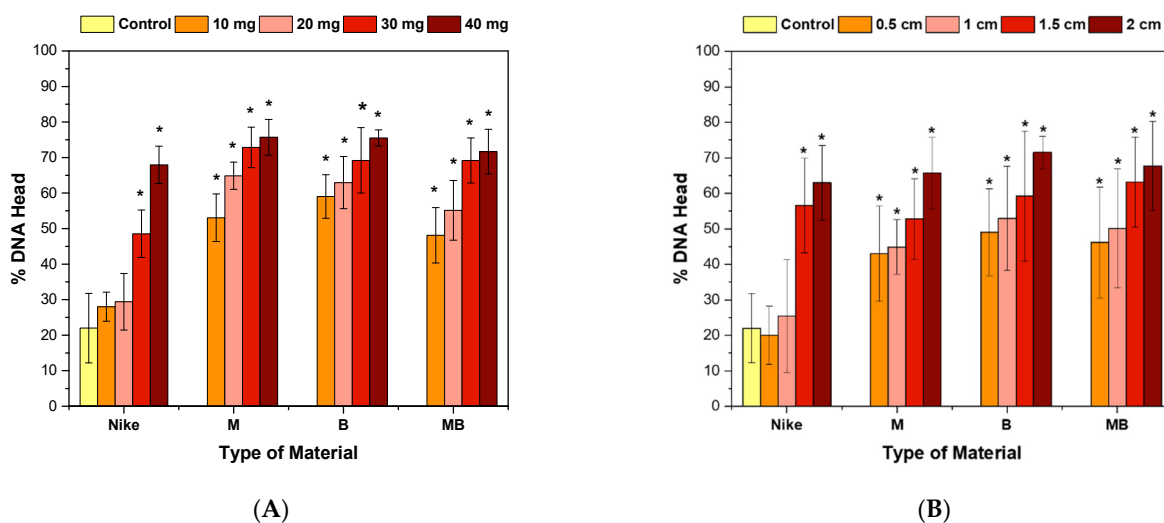 Control 10 mg 20 mg 30 mg 40 mg
100
90
80
70
60
50
40
30
20
10
0
% DNA Head
* * * * * * * * * * * * * *
Nike M B MB
Type of Material
(A)
Control 0.5 cm 1 cm 1.5 cm 2 cm
100
90
80
70
60
50
40
30
20
10
0
% DNA Head
* * * * * * * * * * * * * *
Nike M B MB
Type of Material
(B)